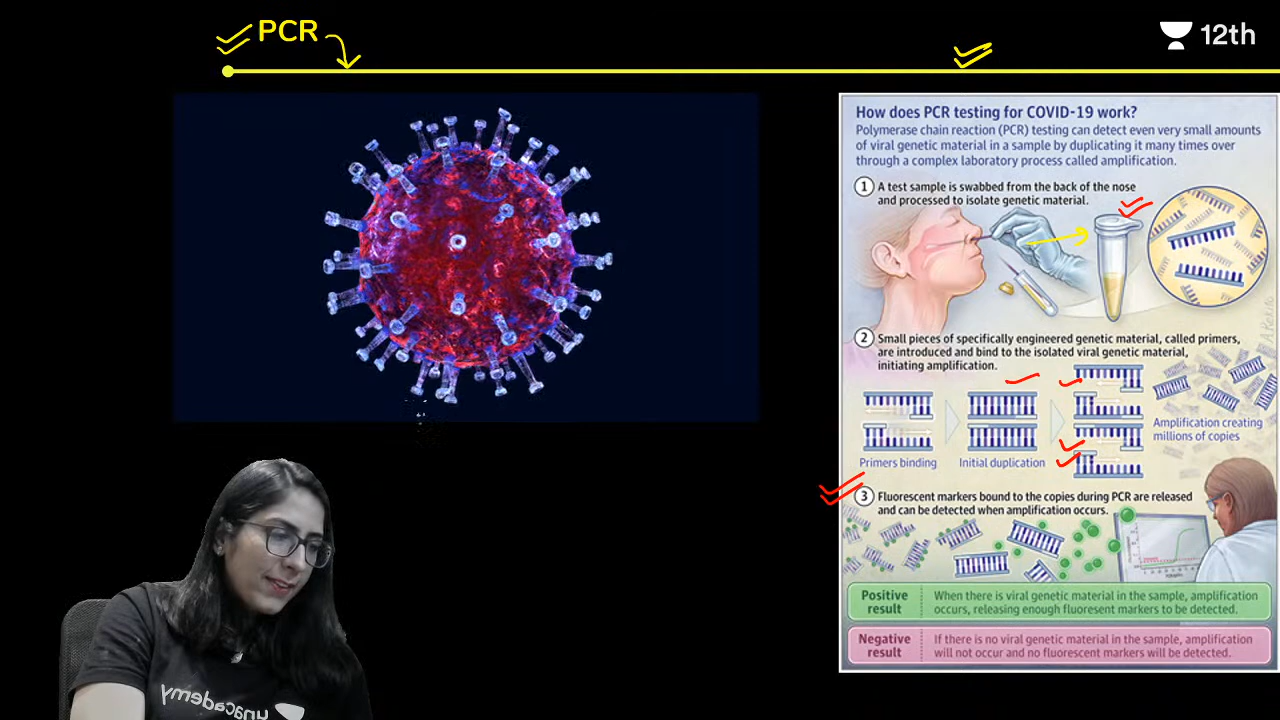 PCR
12th
How does PCR testing for COVID-19 work?
Polymerase chain reaction (PCR) testing can detect even very small amounts
of viral genetic material in a sample by duplicating it many times over
through a complex laboratory process called amplification.
1 A test sample is swabbed from the back of the nose
and processed to isolate genetic material.
2 Small pieces of specifically engineered genetic material, called primers,
are introduced and bind to the isolated viral genetic material,
initiating amplification.
Primers binding
Initial duplication
Amplification creating
millions of copies
3 Fluorescent markers bound to the copies during PCR are released
and can be detected when amplification occurs.
Positive
result
When there is viral genetic material in the sample, amplification
occurs, releasing enough fluoresent markers to be detected.
Negative
result
If there is no viral genetic material in the sample, amplification
will not occur and no fluorescent markers will be detected.
unacademy